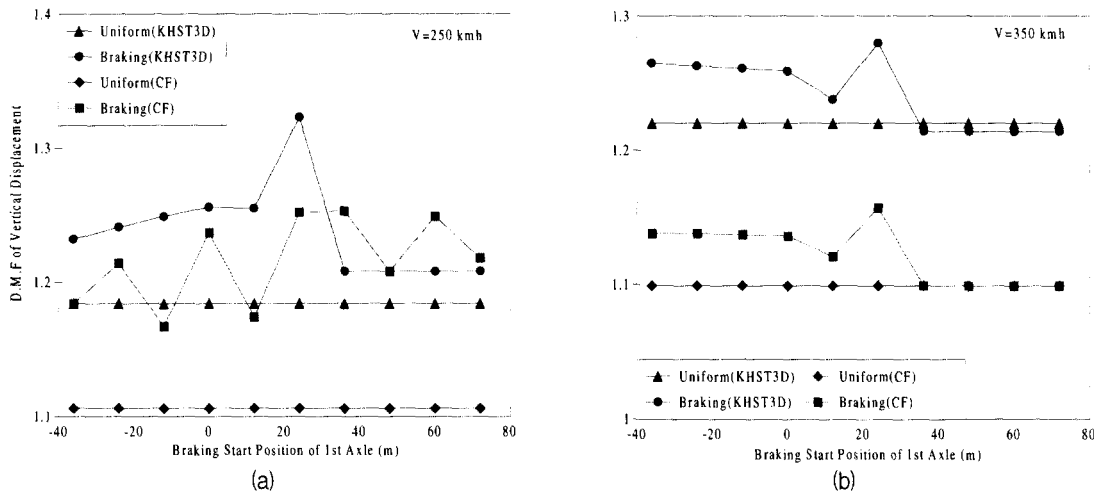 1.4
Uniform(KHST3D)
Braking(KHST3D)
Uniform(CF)
Braking(CF)
V=250 kmh
1.3
1.2
1.1
D.M.F of Vertical Displacement
-40 -20 0 20 40 60 80
Braking Start Position of 1st Axle (m)
(a)
1.3
V=350 kmh
1.2
1.1
Uniform(KHST3D) Uniform(CF)
Braking(KHST3D) Braking(CF)
1
-40 -20 0 20 40 60 80
Braking Start Position of 1st Axle (m)
(b)